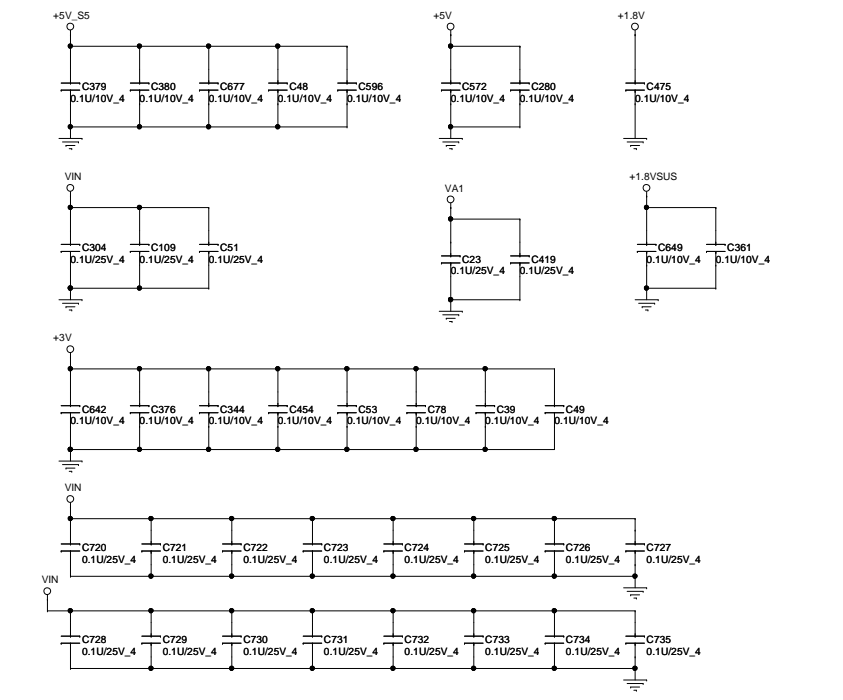 +5V_S5 +5V +1.8V
C379 C380 C677 C48 C596 C572 C280 C475
0.1U/10V_4 0.1U/10V_4 0.1U/10V_4 0.1U/10V_4 0.1U/10V_4 0.1U/10V_4 0.1U/10V_4 0.1U/10V_4
VIN VA1 +1.8VSUS
C304 C109 C51 C23 C419 C649 C361
0.1U/25V_4 0.1U/25V_4 0.1U/25V_4 0.1U/25V_4 0.1U/25V_4 0.1U/10V_4 0.1U/10V_4
+3V
C642 C376 C344 C454 C53 C78 C39 C49
0.1U/10V_4 0.1U/10V_4 0.1U/10V_4 0.1U/10V_4 0.1U/10V_4 0.1U/10V_4 0.1U/10V_4 0.1U/10V_4
VIN
C720 C721 C722 C723 C724 C725 C726 C727
0.1U/25V_4 0.1U/25V_4 0.1U/25V_4 0.1U/25V_4 0.1U/25V_4 0.1U/25V_4 0.1U/25V_4 0.1U/25V_4
VIN
C728 C729 C730 C731 C732 C733 C734 C735
0.1U/25V_4 0.1U/25V_4 0.1U/25V_4 0.1U/25V_4 0.1U/25V_4 0.1U/25V_4 0.1U/25V_4 0.1U/25V_4